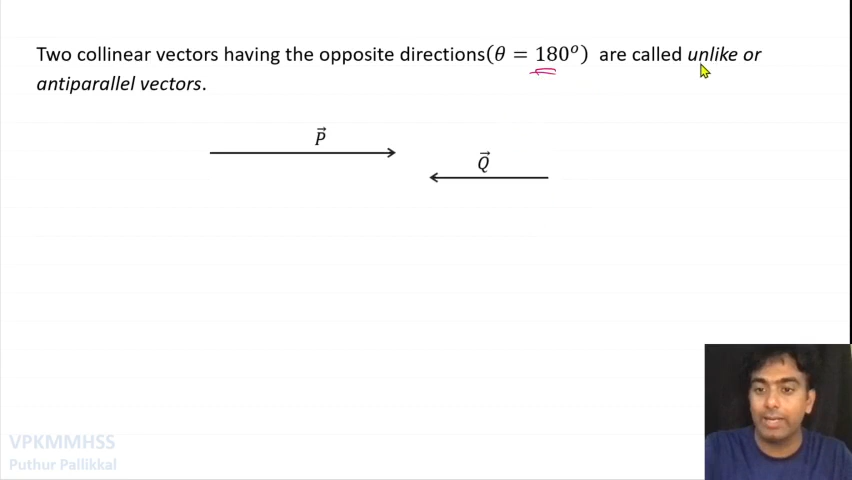 Two collinear vectors having the opposite directions(θ = 180°) are called unlike or
antiparallel vectors.
P⃗
Q⃗
VPKMMHSS
Puthur Pallikkal